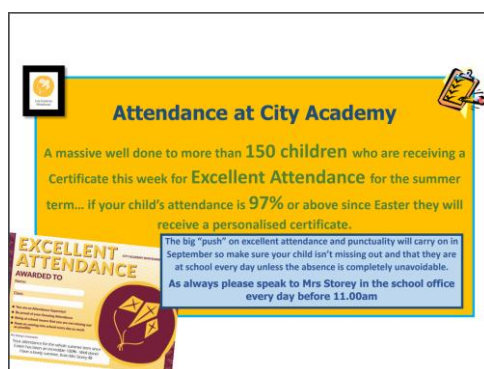 Attendance at City Academy
A massive well done to more than 150 children who are receiving a
Certificate this week for Excellent Attendance for the summer
term... if your child's attendance is 97% or above since Easter they will
receive a personalised certificate.
The big "push" on excellent attendance and punctuality will carry on in
September so make sure your child isn't missing out and that they are
at school every day unless the absence is completely unavoidable.
As always please speak to Mrs Storey in the school office
every day before 11.00am
EXCELLENT
ATTENDANCE
AWARDED TO
Name:
Class: